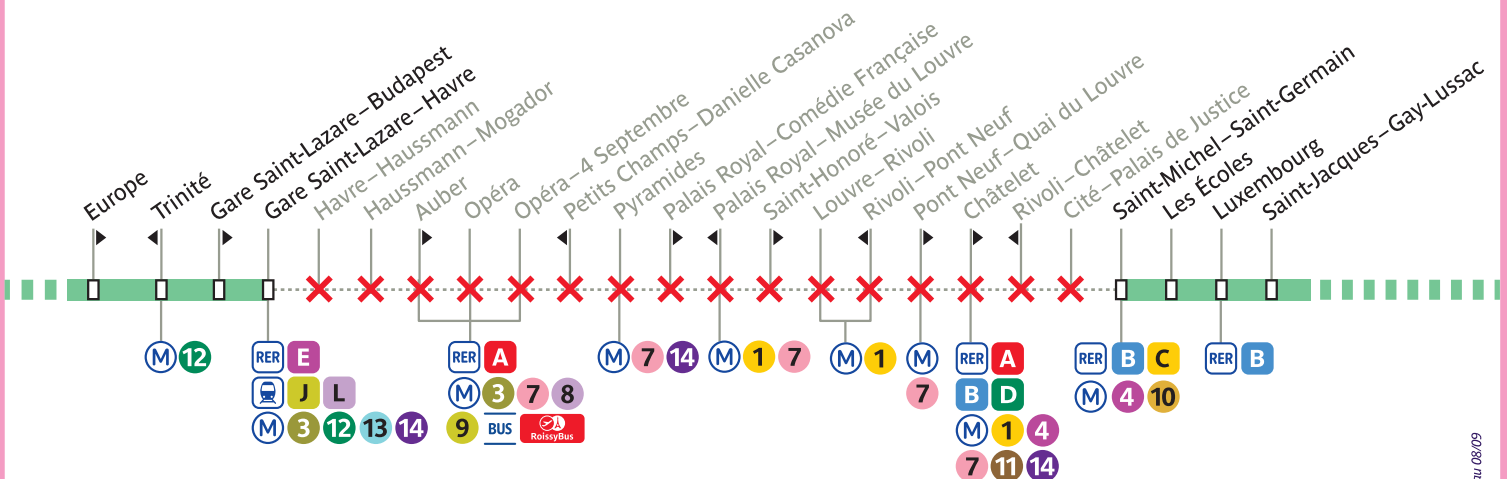 Europe
Trinité
Gare Saint-Lazare – Budapest
Gare Saint-Lazare – Havre
Havre – Haussmann
Haussmann – Mogador
Auber
Opéra
Opéra – 4 Septembre
Petits Champs – Danielle Casanova
Pyramides
Palais Royal – Comédie Française
Palais Royal – Musée du Louvre
Saint-Honoré – Valois
Louvre – Rivoli
Rivoli – Pont Neuf
Pont Neuf – Quai du Louvre
Châtelet
Rivoli – Châtelet
Cité – Palais de Justice
Saint-Michel – Saint-Germain
Les Écoles
Luxembourg
Saint-Jacques – Gay-Lussac
M 12
RER E
J L
M 3 12 13 14
RER A
M 3 7 8
9 BUS RoissyBus
M 7 14
M 1 7
M 1
M
7
RER A
B D
M 1 4
7 11 14
RER B C
M 4 10
RER B
au 08/09